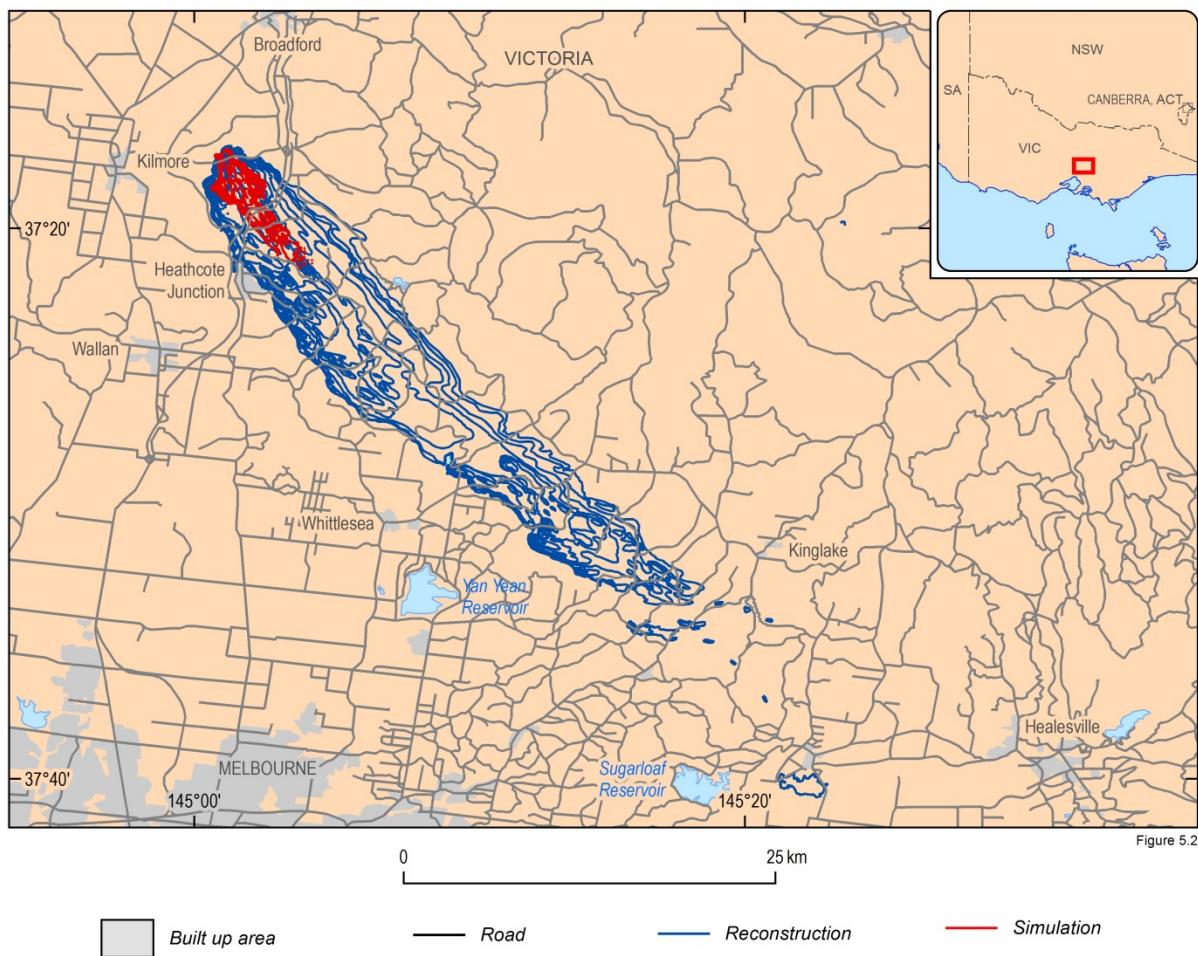 Broadford
VICTORIA
NSW
SA
CANBERRA, ACT
VIC
Kilmore
37°20'
37°20'
Heathcote
Junction
Wallan
Whittlesea
Kinglake
Yan Yean
Reservoir
Healesville
Sugarloaf
Reservoir
MELBOURNE
37°40'
145°00'
145°20'
Figure 5.2
0
25 km
Built up area
Road
Reconstruction
Simulation